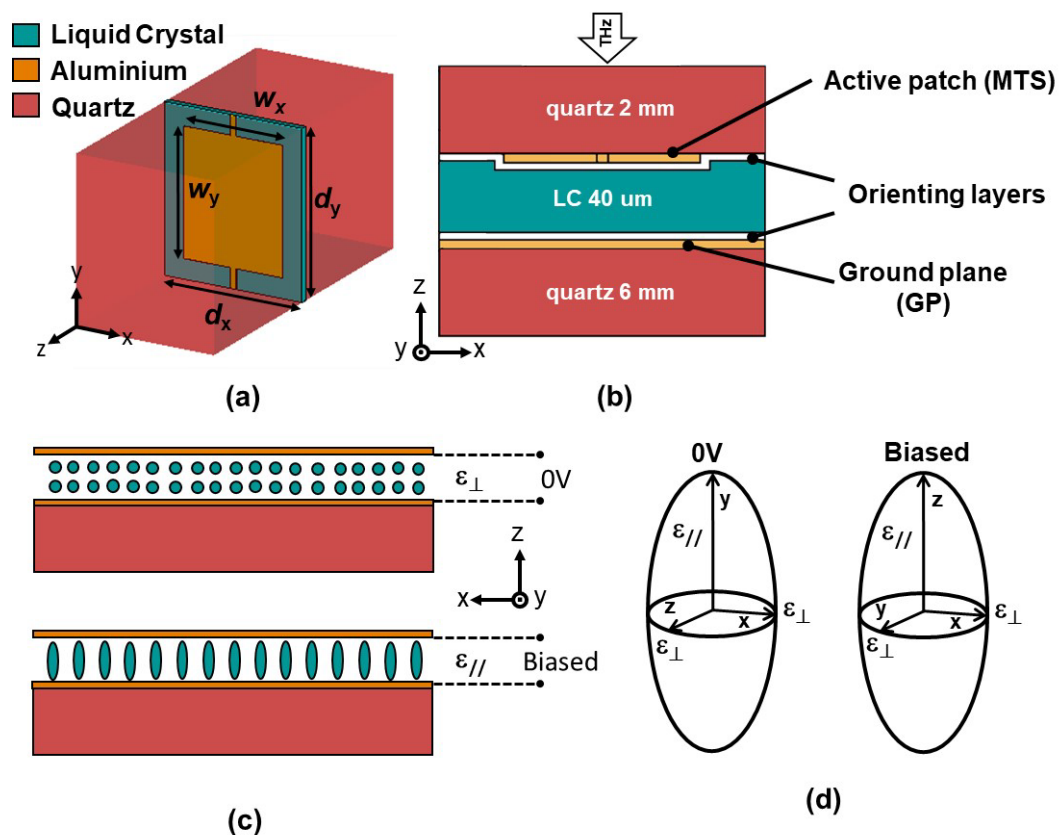 Liquid Crystal
Aluminium
Quartz
wx
wy
dy
dx
y
x
z
(a)
THz
quartz 2 mm
LC 40 um
quartz 6 mm
Active patch (MTS)
Orienting layers
Ground plane
(GP)
z
y
x
(b)
ε⊥
0V
z
x
y
ε//
Biased
(c)
0V
y
ε//
z
x
ε⊥
ε⊥
Biased
z
ε//
y
x
ε⊥
ε⊥
(d)